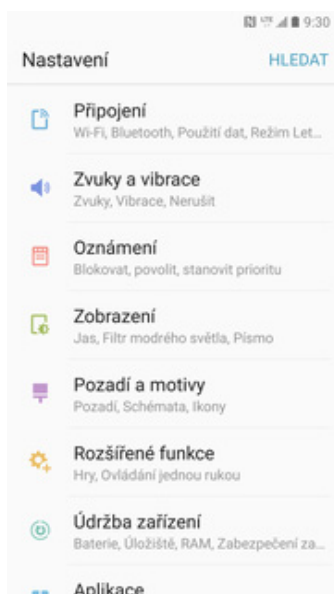 9:30
Nastavení HLEDAT
Připojení
Wi-Fi, Bluetooth, Použití dat, Režim Let...
Zvuky a vibrace
Zvuky, Vibrace, Nerušit
Oznámení
Blokovat, povolit, stanovit prioritu
Zobrazení
Jas, Filtr modrého světla, Písmo
Pozadí a motivy
Pozadí, Schémata, Ikony
Rozšířené funkce
Hry, Ovládání jednou rukou
Údržba zařízení
Baterie, Úložiště, RAM, Zabezpečení za...
Aplikace